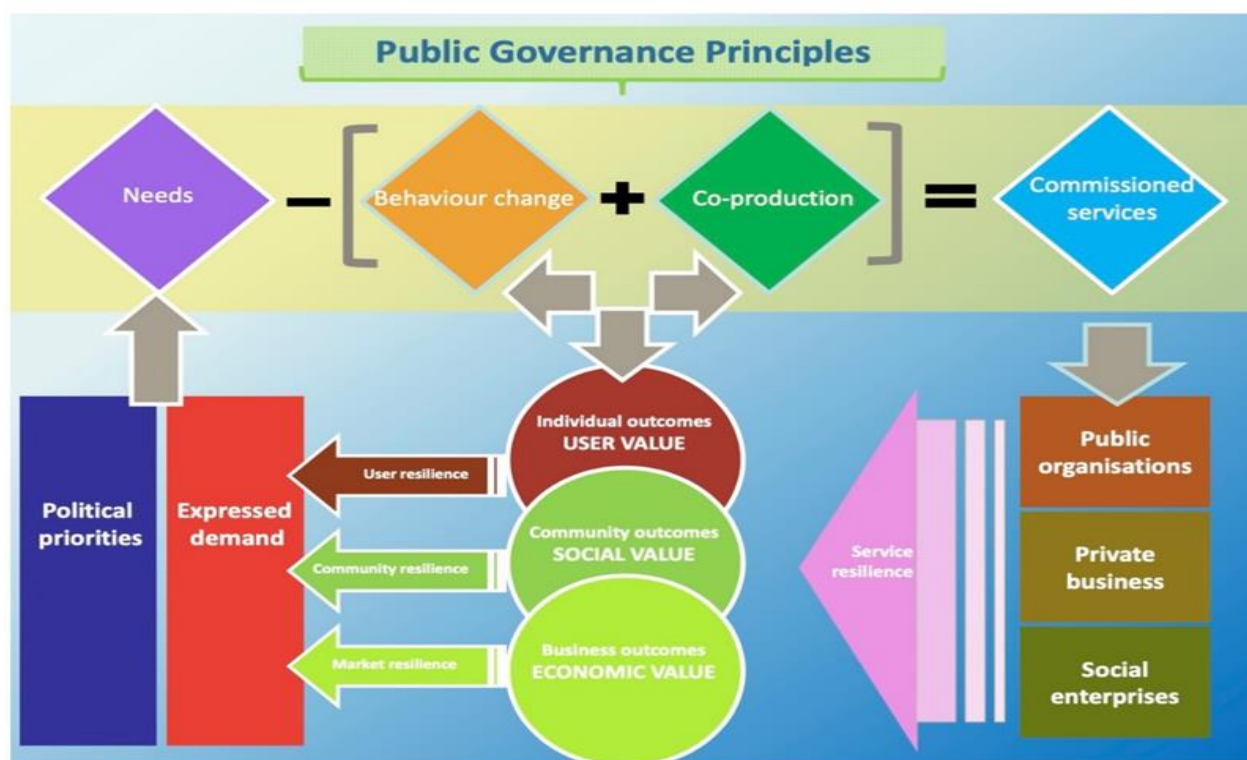 Public Governance Principles
Needs
–
[
Behaviour change
+
Co-production
]
=
Commissioned
services
Political
priorities
Expressed
demand
User resilience
Community resilience
Market resilience
Individual outcomes
USER VALUE
Community outcomes
SOCIAL VALUE
Business outcomes
ECONOMIC VALUE
Service
resilience
Public
organisations
Private
business
Social
enterprises